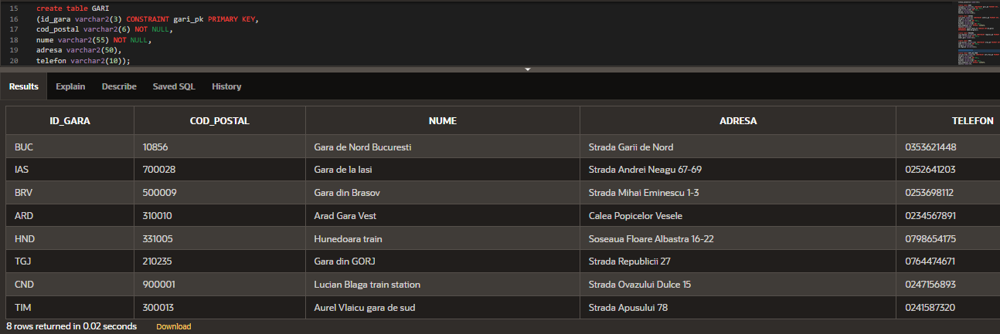 15 create table GARI
16 (id_gara varchar2(3) CONSTRAINT gari_pk PRIMARY KEY,
17 cod_postal varchar2(6) NOT NULL,
18 nume varchar2(55) NOT NULL,
19 adresa varchar2(50),
20 telefon varchar2(10));
Results Explain Describe Saved SQL History
ID_GARA COD_POSTAL NUME ADRESA TELEFON
BUC 10856 Gara de Nord Bucuresti Strada Garii de Nord 0353621448
IAS 700028 Gara de la Iasi Strada Andrei Neagu 67-69 0252641203
BRV 500009 Gara din Brasov Strada Mihai Eminescu 1-3 0253698112
ARD 310010 Arad Gara Vest Calea Popicelor Vesele 0234567891
HND 331005 Hunedoara train Soseaua Floare Albastra 16-22 0798654175
TGJ 210235 Gara din GORJ Strada Republicii 27 0764474671
CND 900001 Lucian Blaga train station Strada Ovazului Dulce 15 0247156893
TIM 300013 Aurel Vlaicu gara de sud Strada Apusului 78 0241587320
8 rows returned in 0.02 seconds Download